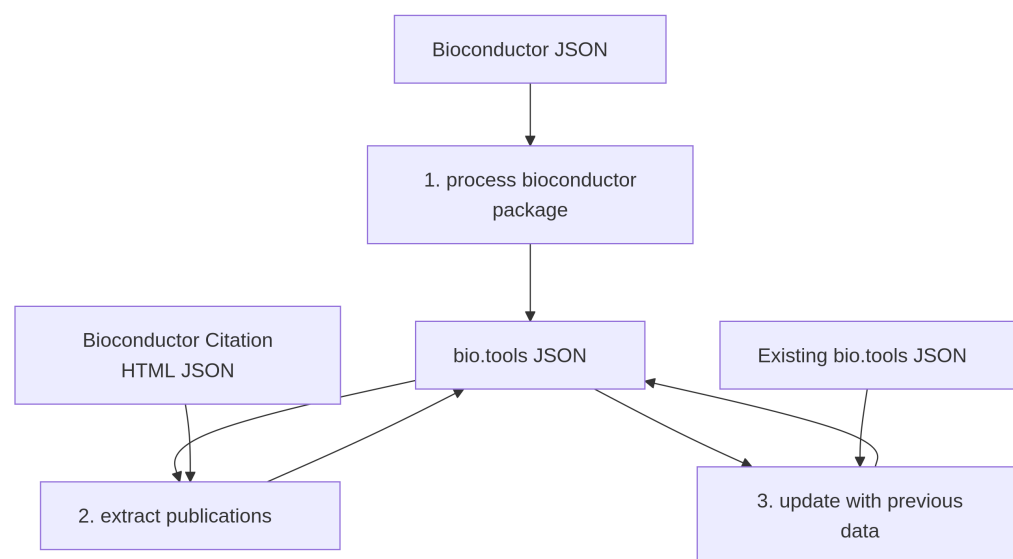 Bioconductor JSON
1. process bioconductor
package
Bioconductor Citation
HTML JSON
bio.tools JSON
Existing bio.tools JSON
2. extract publications
3. update with previous
data